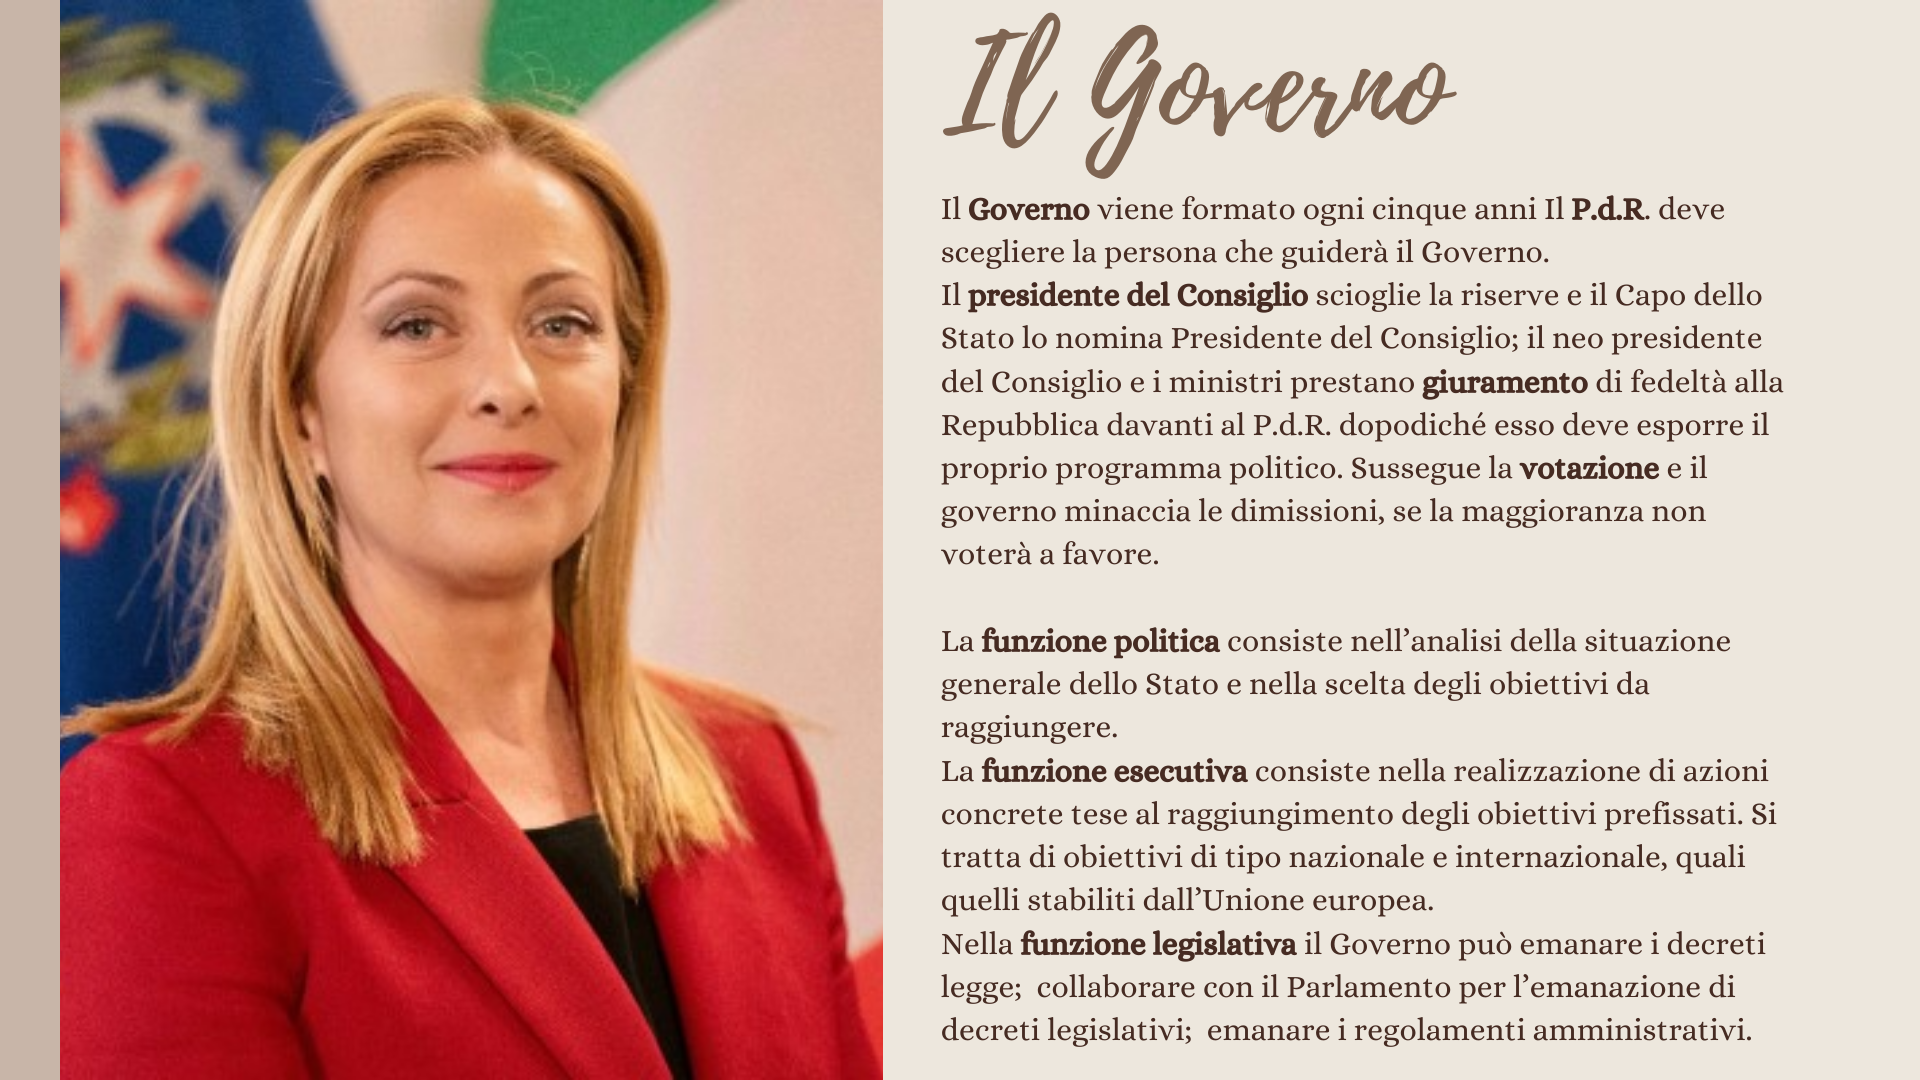 Il Governo
Il Governo viene formato ogni cinque anni Il P.d.R. deve
scegliere la persona che guiderà il Governo.
Il presidente del Consiglio scioglie la riserve e il Capo dello
Stato lo nomina Presidente del Consiglio; il neo presidente
del Consiglio e i ministri prestano giuramento di fedeltà alla
Repubblica davanti al P.d.R. dopodiché esso deve esporre il
proprio programma politico. Sussegue la votazione e il
governo minaccia le dimissioni, se la maggioranza non
voterà a favore.
La funzione politica consiste nell’analisi della situazione
generale dello Stato e nella scelta degli obiettivi da
raggiungere.
La funzione esecutiva consiste nella realizzazione di azioni
concrete tese al raggiungimento degli obiettivi prefissati. Si
tratta di obiettivi di tipo nazionale e internazionale, quali
quelli stabiliti dall’Unione europea.
Nella funzione legislativa il Governo può emanare i decreti
legge;  collaborare con il Parlamento per l’emanazione di
decreti legislativi;  emanare i regolamenti amministrativi.